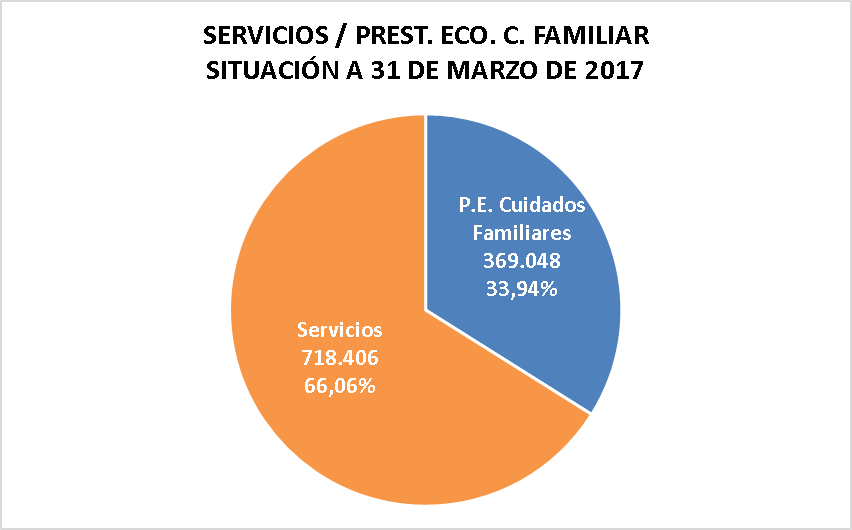 SERVICIOS / PREST. ECO. C. FAMILIAR
SITUACIÓN A 31 DE MARZO DE 2017
P.E. Cuidados
Familiares
369.048
33,94%
Servicios
718.406
66,06%